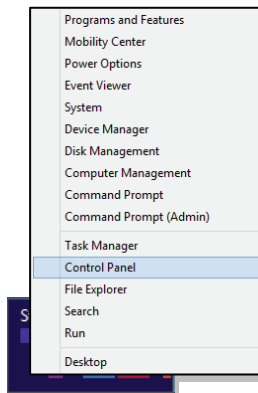 Programs and Features
Mobility Center
Power Options
Event Viewer
System
Device Manager
Disk Management
Computer Management
Command Prompt
Command Prompt (Admin)
Task Manager
Control Panel
File Explorer
Search
Run
Desktop